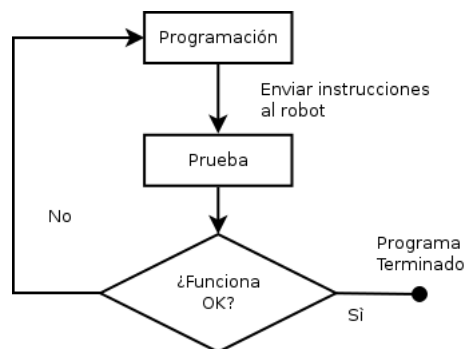 Programación
Enviar instrucciones
al robot
Prueba
No
¿Funciona
OK?
Programa
Terminado
Sì